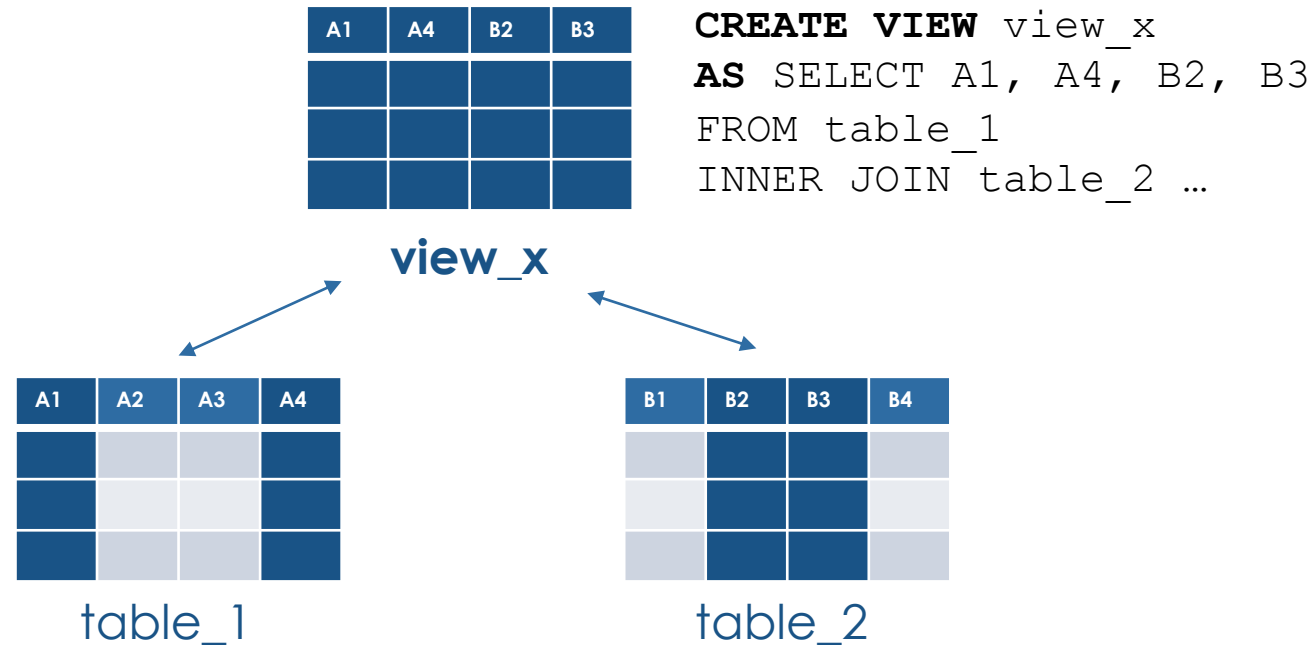 A1 A4 B2 B3
CREATE VIEW view_x
AS SELECT A1, A4, B2, B3
FROM table_1
INNER JOIN table_2 …
view_x
A1 A2 A3 A4
B1 B2 B3 B4
table_1
table_2